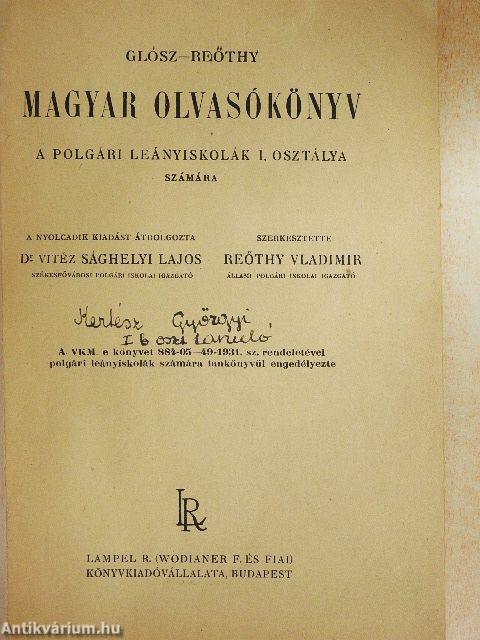 GLÓSZ—REŐTHY
MAGYAR OLVASÓKÖNYV
A POLGÁRI LEÁNYISKOLÁK I. OSZTÁLYA
SZÁMÁRA
A NYOLCADIK KIADÁST ÁTDOLGOZTA
Dr VITÉZ SÁGHELYI LAJOS
SZÉKESFŐVÁROSI POLGÁRI ISKOLAI IGAZGATÓ
SZERKESZTETTE
REŐTHY VLADIMIR
ÁLLAMI POLGÁRI ISKOLAI IGAZGATÓ
Kertész Györgyi
I b oszt tanuló
A VKM. e könyvet 884-05—49-1931. sz. rendeletével
polgári leányiskolák számára tankönyvül engedélyezte
LR
LAMPEL R. (WODIANER F. ÉS FIAI)
KÖNYVKIADÓVÁLLALATA, BUDAPEST
Antikvárium.hu